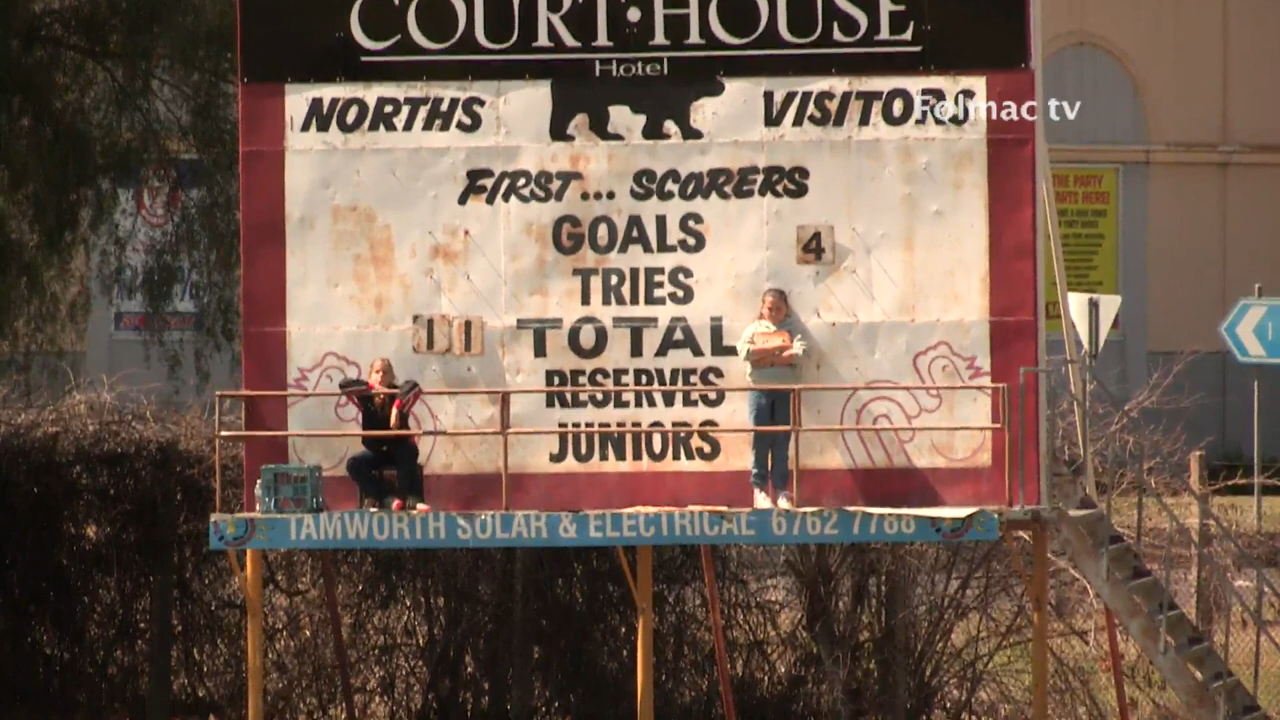 COURT·HOUSE
Hotel
NORTHS VISITORS
Folmac tv
FIRST... SCORERS
GOALS
4
TRIES
11 TOTAL
RESERVES
JUNIORS
TAMWORTH SOLAR & ELECTRICAL 6762 7788
THE PARTY
HERE!